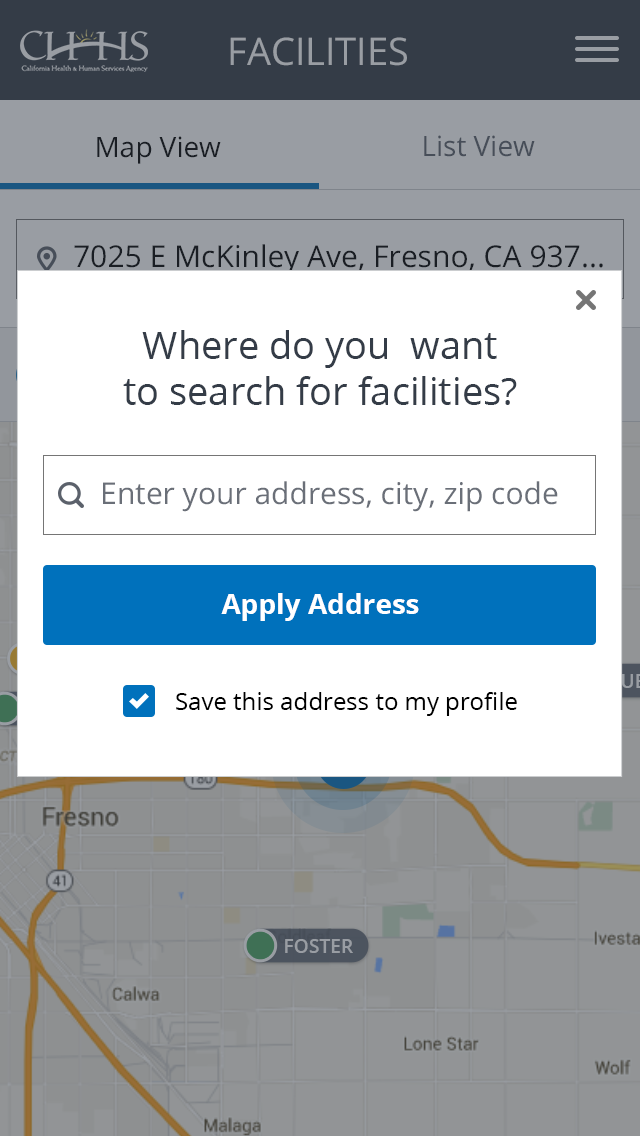 CHHS
California Health & Human Services Agency
FACILITIES
Map View
List View
7025 E McKinley Ave, Fresno, CA 937...
Where do you want
to search for facilities?
Enter your address, city, zip code
Apply Address
Save this address to my profile
180
Fresno
41
FOSTER
Ivesta
Calwa
Lone Star
Wolf
Malaga